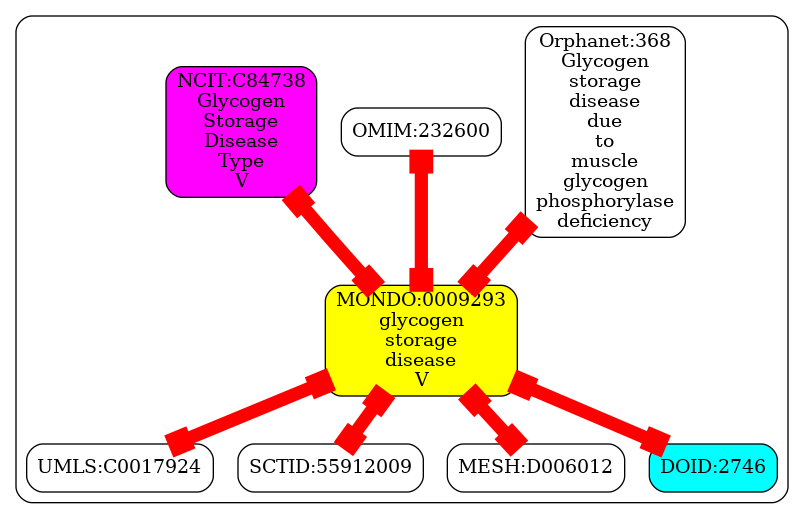 NCIT:C84738
Glycogen
Storage
Disease
Type
V
OMIM:232600
Orphanet:368
Glycogen
storage
disease
due
to
muscle
glycogen
phosphorylase
deficiency
MONDO:0009293
glycogen
storage
disease
V
UMLS:C0017924
SCTID:55912009
MESH:D006012
DOID:2746